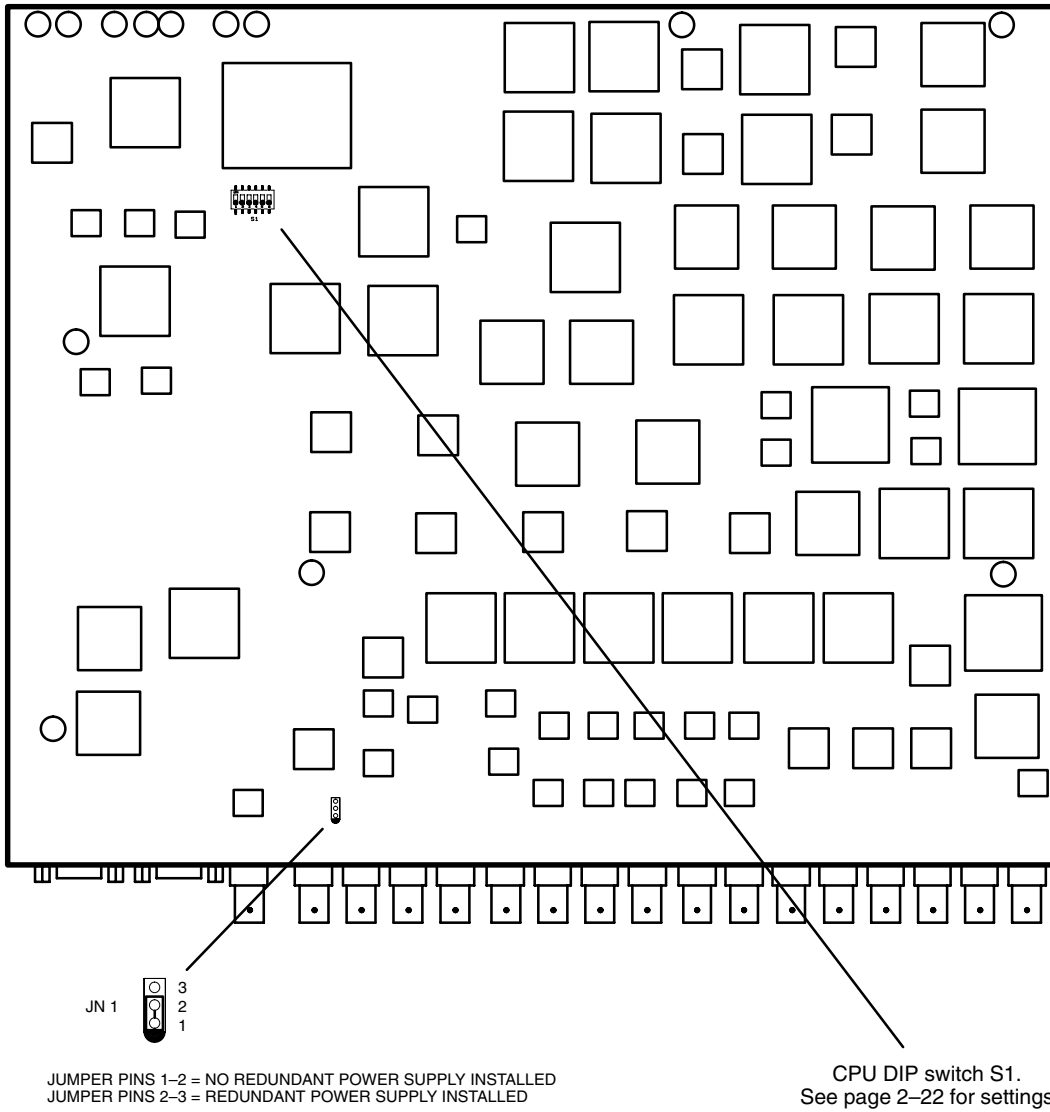 S1
3
JN 1
2
1
JUMPER PINS 1–2 = NO REDUNDANT POWER SUPPLY INSTALLED
JUMPER PINS 2–3 = REDUNDANT POWER SUPPLY INSTALLED
CPU DIP switch S1.
See page 2–22 for settings